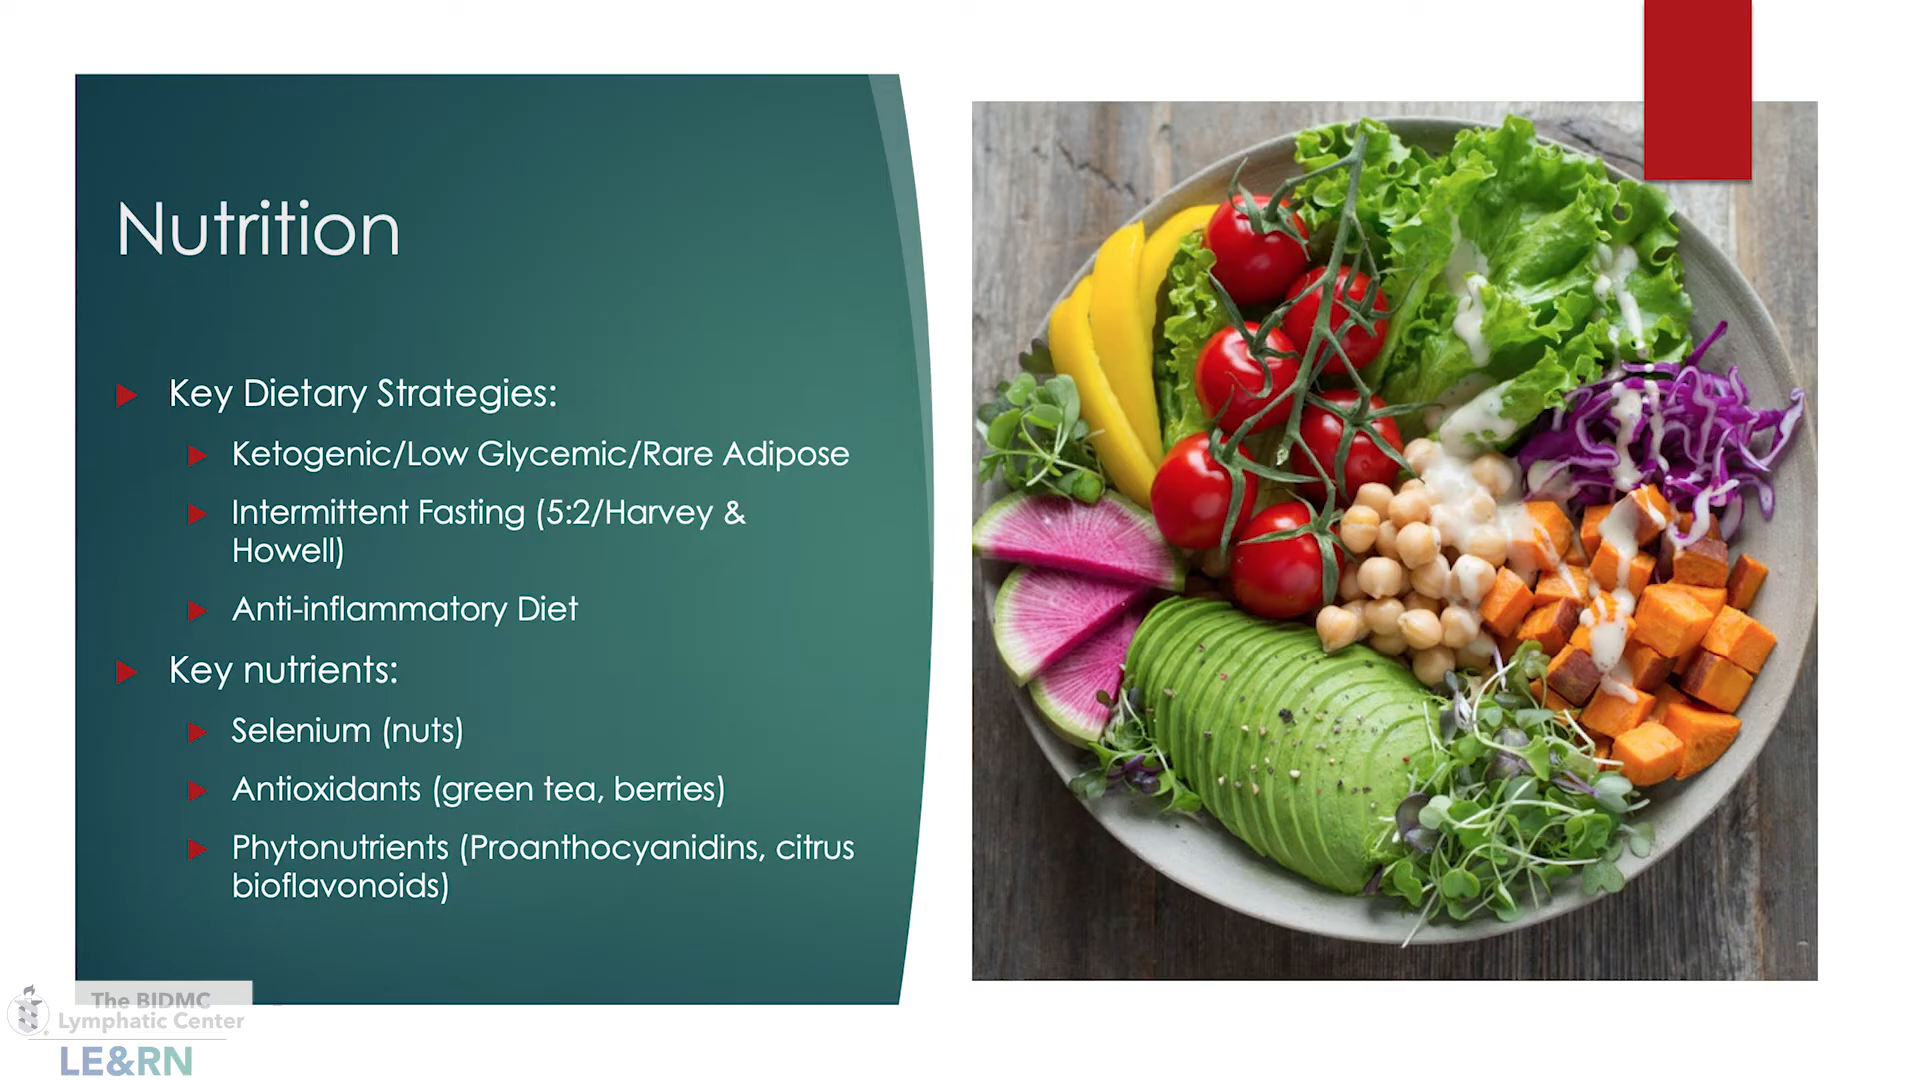 Nutrition
Key Dietary Strategies:
Ketogenic/Low Glycemic/Rare Adipose
Intermittent Fasting (5:2/Harvey &
Howell)
Anti-inflammatory Diet
Key nutrients:
Selenium (nuts)
Antioxidants (green tea, berries)
Phytonutrients (Proanthocyanidins, citrus
bioflavonoids)
The BIDMC
Lymphatic Center
LE&RN